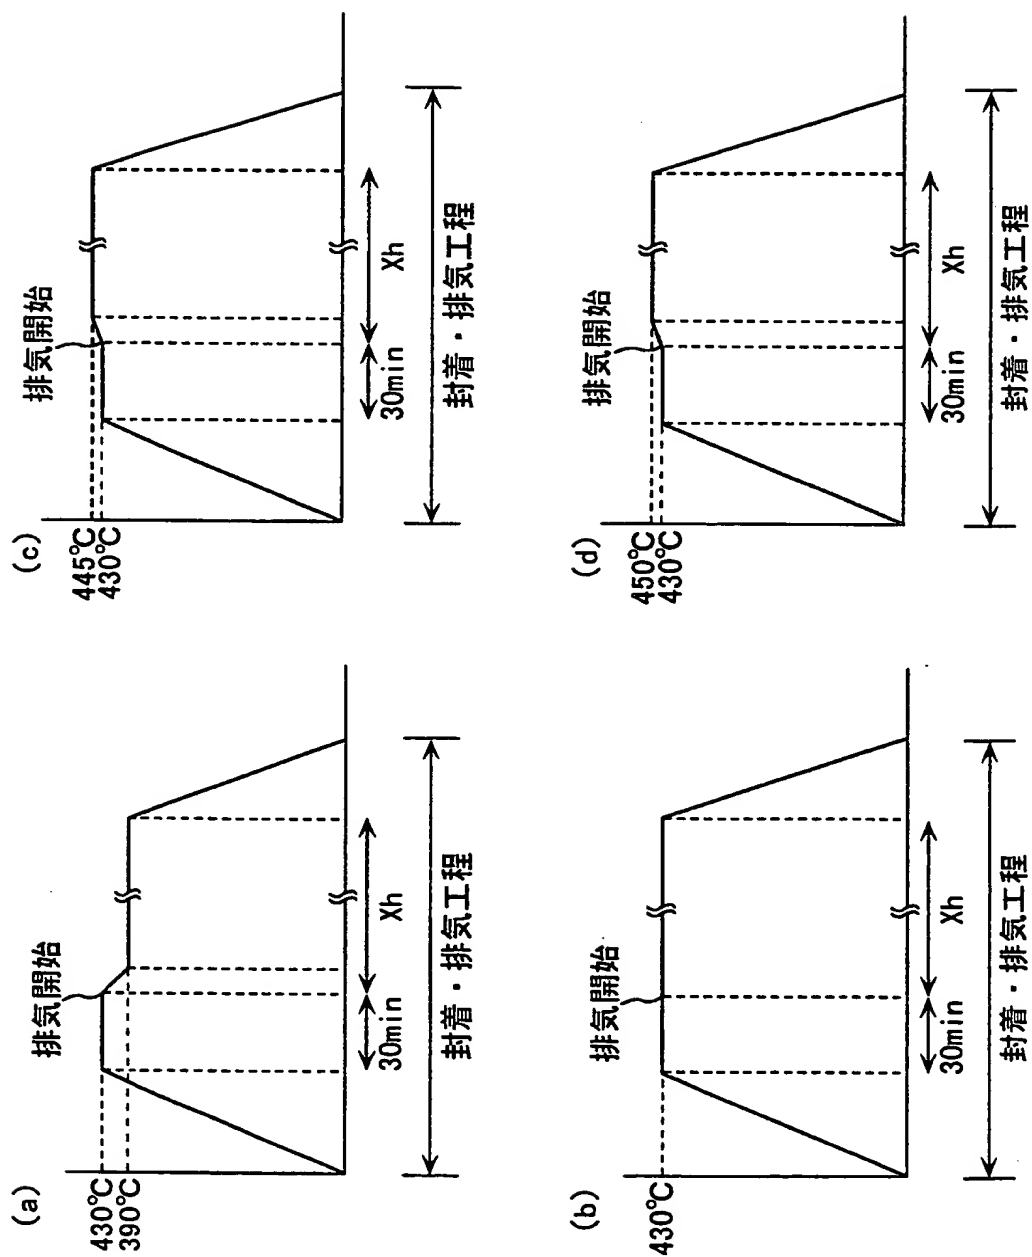 (a)
430℃
390℃
排気開始
30min
Xh
封着・排気工程
(b)
430℃
排気開始
30min
Xh
封着・排気工程
(c)
445℃
430℃
排気開始
30min
Xh
封着・排気工程
(d)
450℃
430℃
排気開始
30min
Xh
封着・排気工程